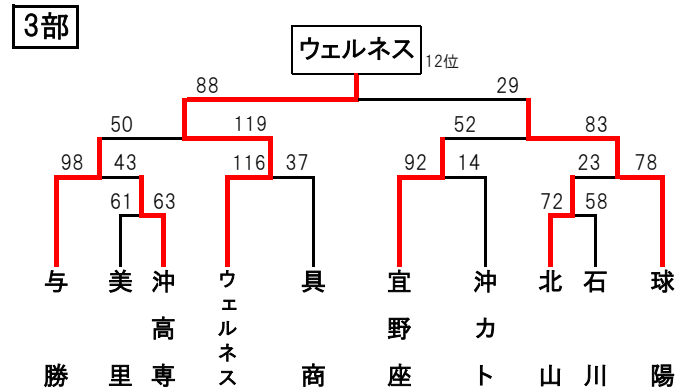 3部
ウェルネス
12位
88 29
50 119 52 83
98 43 116 37 92 14 23 78
61 63 72 58
与勝
美里
沖高専
ウェルネス
具商
宜野座
沖カト
北山
石川
球陽